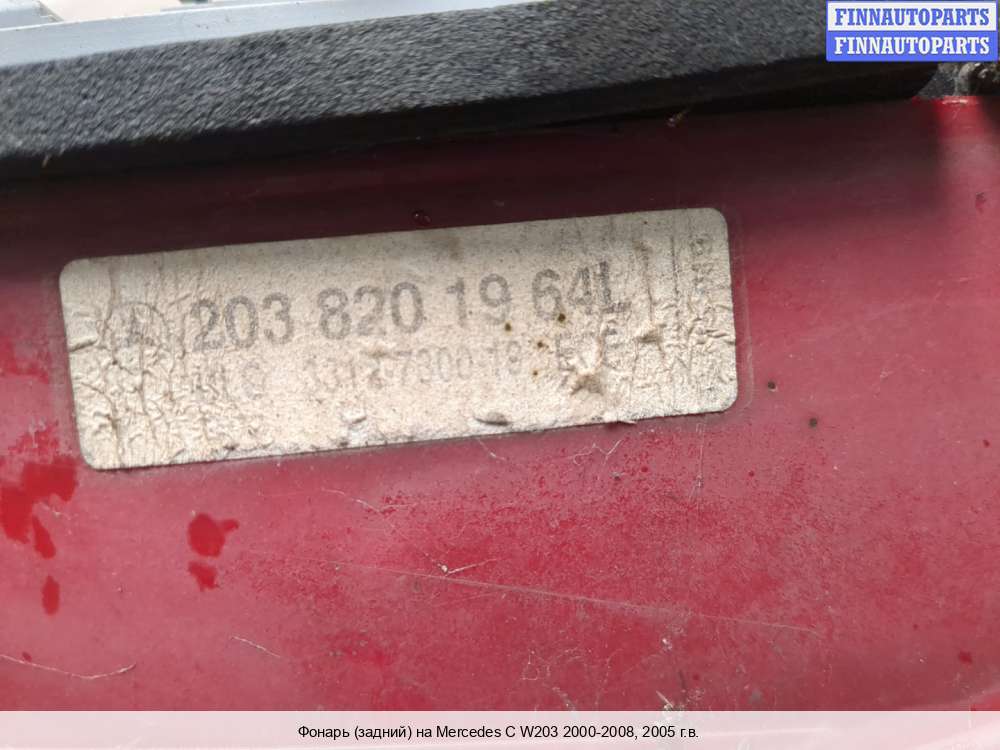 FINNAUTOPARTS
FINNAUTOPARTS
203 820 19 64L
Фонарь (задний) на Mercedes C W203 2000-2008, 2005 г.в.